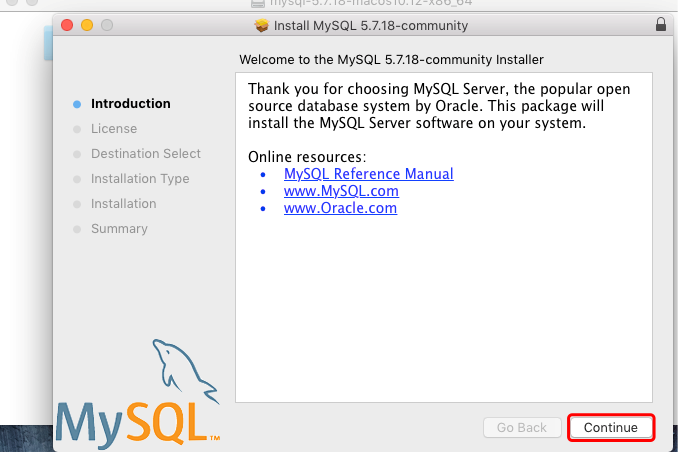 mysql-5.7.18-macos10.12-x86_64
Install MySQL 5.7.18-community
Welcome to the MySQL 5.7.18-community Installer
Introduction
License
Destination Select
Installation Type
Installation
Summary
Thank you for choosing MySQL Server, the popular open
source database system by Oracle. This package will
install the MySQL Server software on your system.
Online resources:
• MySQL Reference Manual
• www.MySQL.com
• www.Oracle.com
MySQL™
Go Back
Continue